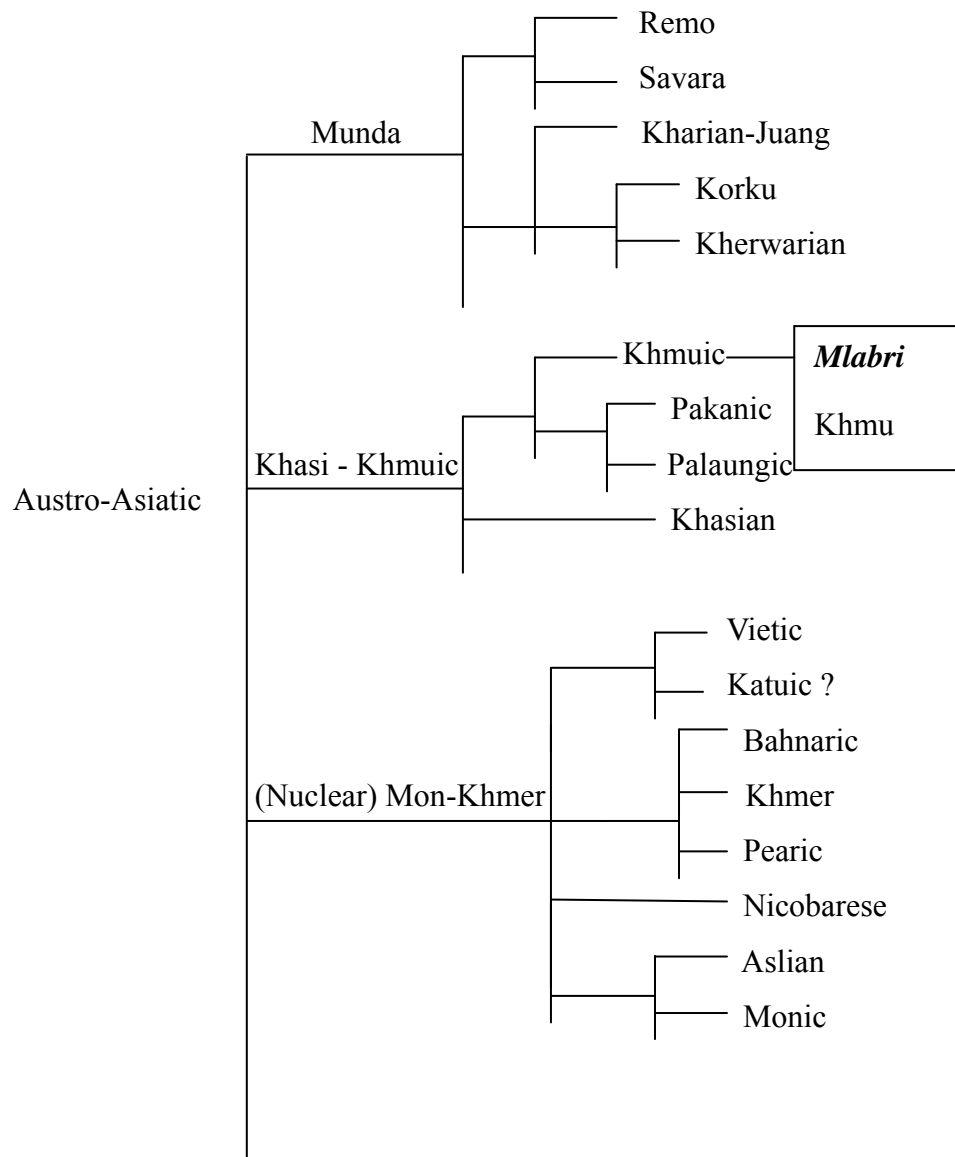 Remo
Savara
Munda
Kharian-Juang
Korku
Kherwarian
Khmuic
Mlabri
Pakanic
Khmu
Khasi - Khmuic
Palaungic
Austro-Asiatic
Khasian
Vietic
Katuic ?
Bahnaric
(Nuclear) Mon-Khmer
Khmer
Pearic
Nicobarese
Aslian
Monic